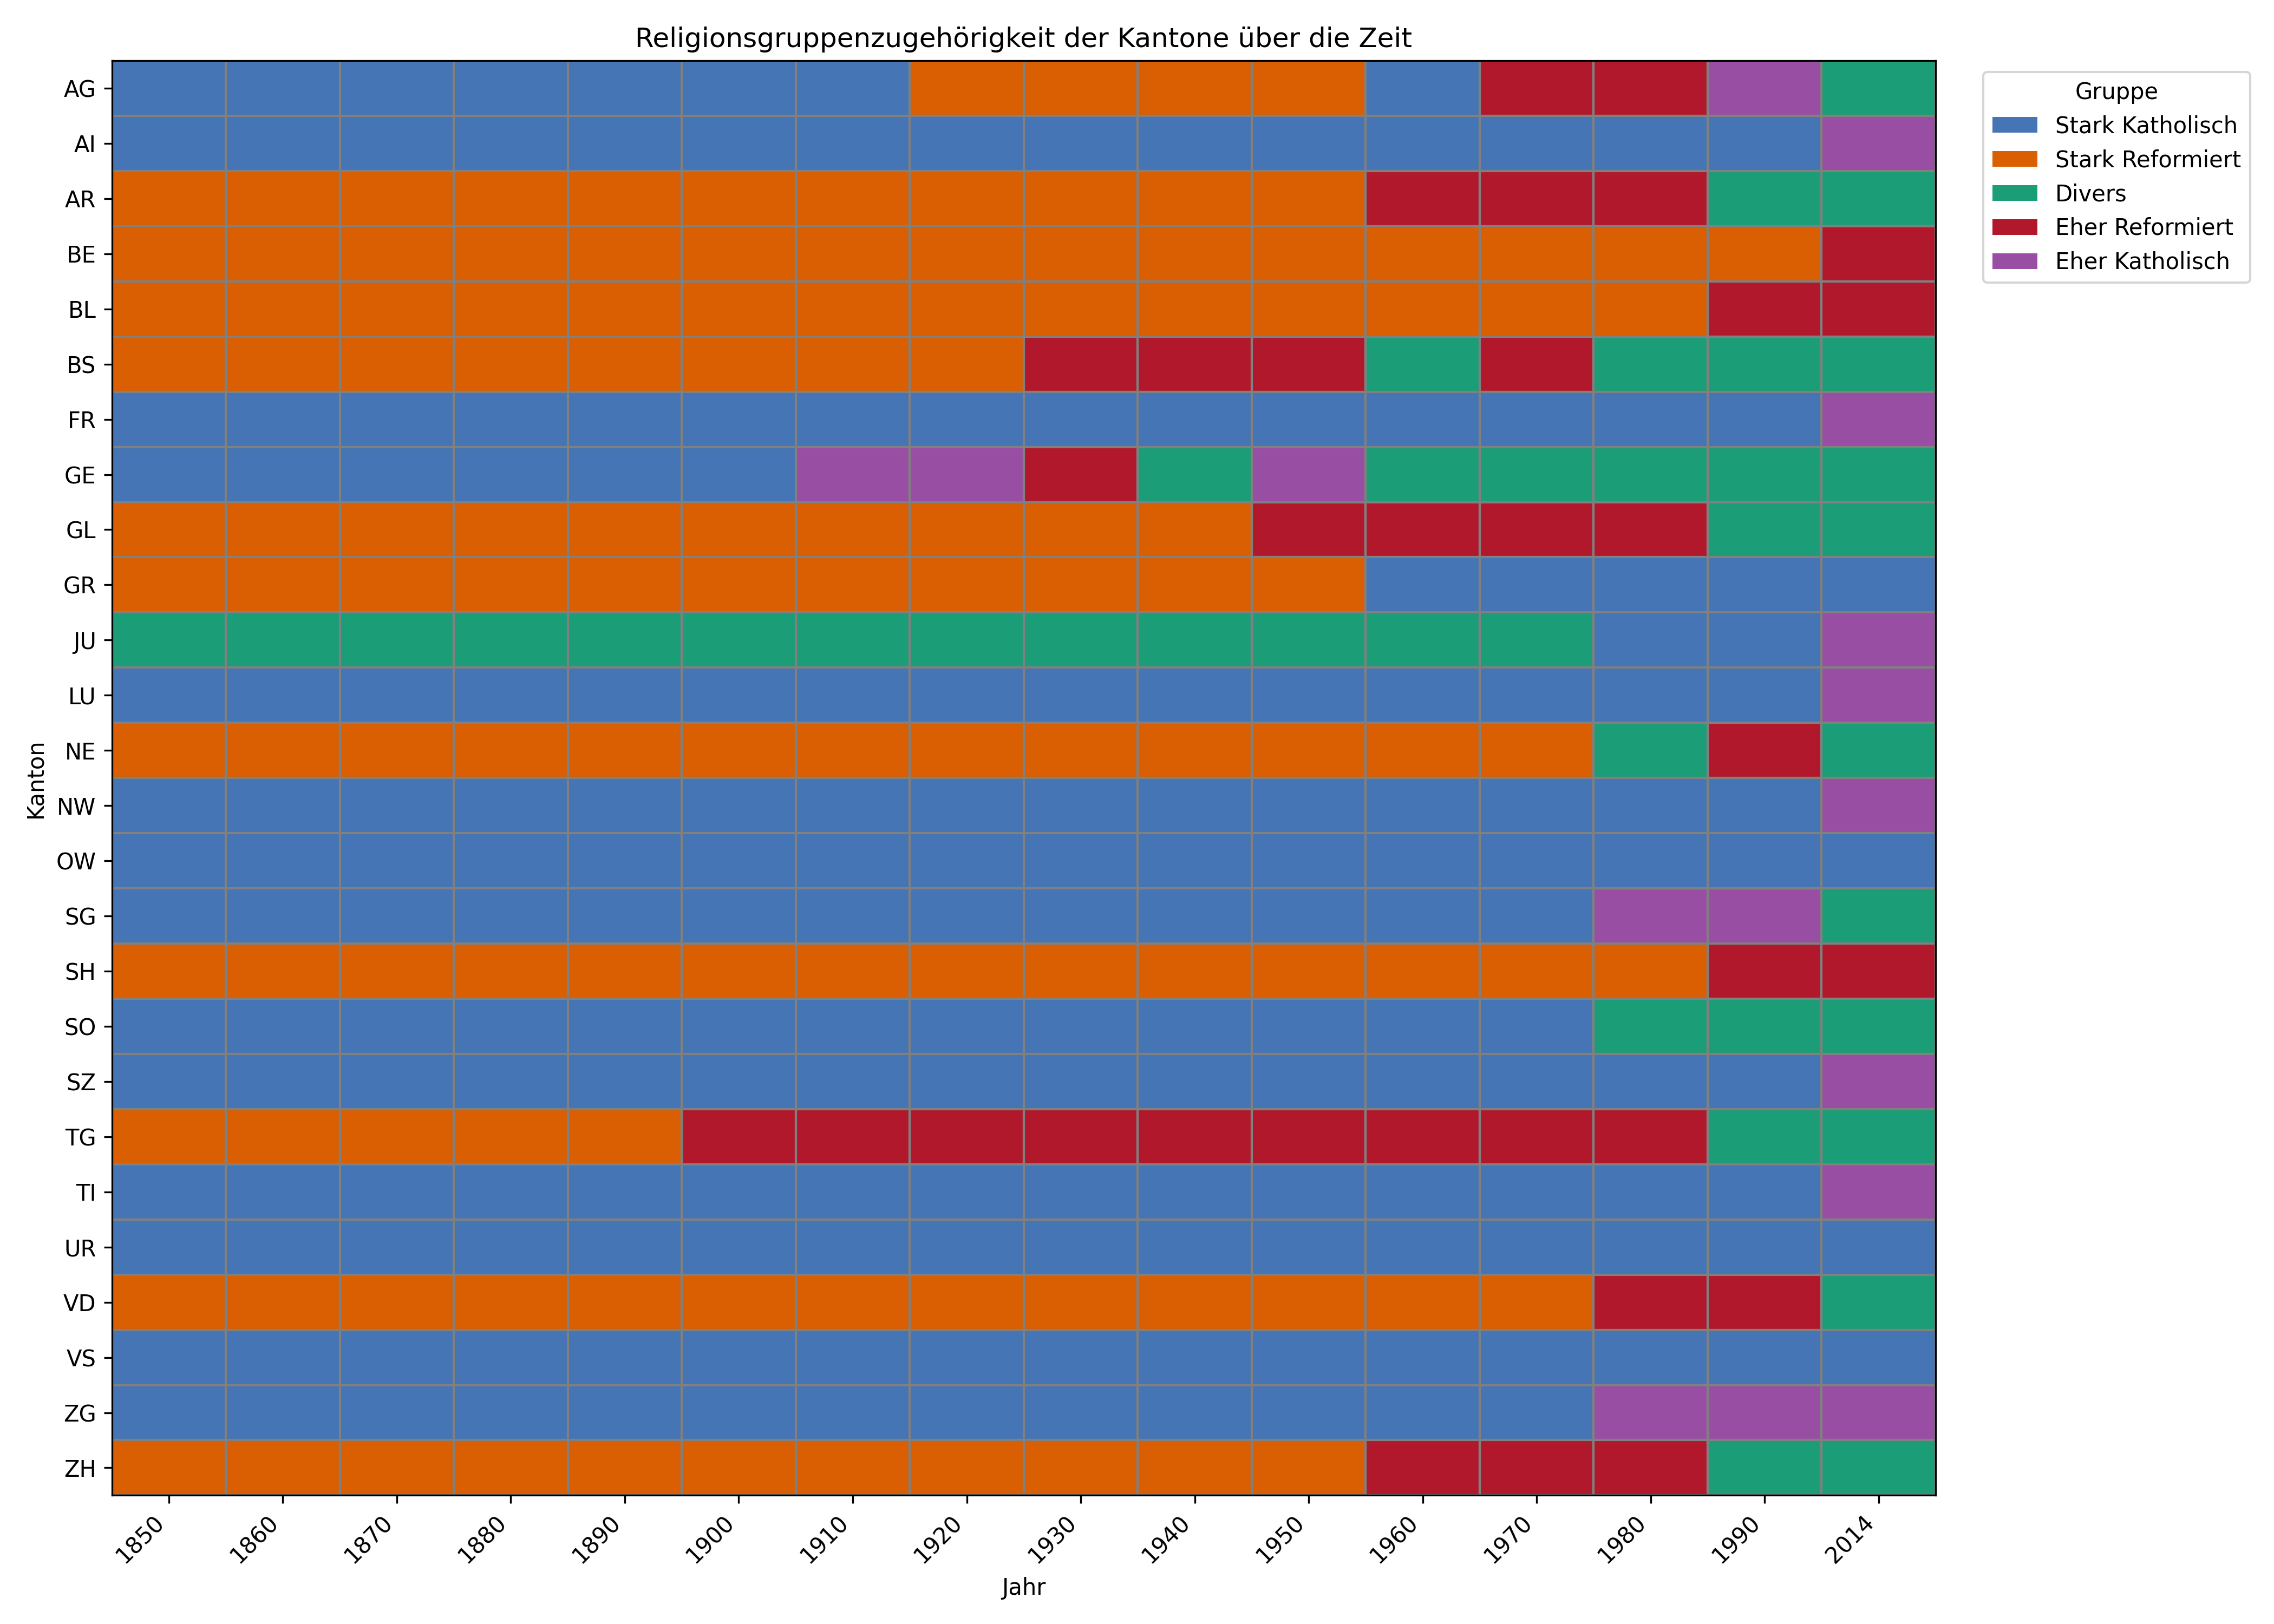 Religionsgruppenzugehörigkeit der Kantone über die Zeit
Gruppe
Stark Katholisch
Stark Reformiert
Divers
Eher Reformiert
Eher Katholisch
Kanton
AG
AI
AR
BE
BL
BS
FR
GE
GL
GR
JU
LU
NE
NW
OW
SG
SH
SO
SZ
TG
TI
UR
VD
VS
ZG
ZH
1850 1860 1870 1880 1890 1900 1910 1920 1930 1940 1950 1960 1970 1980 1990 2014
Jahr